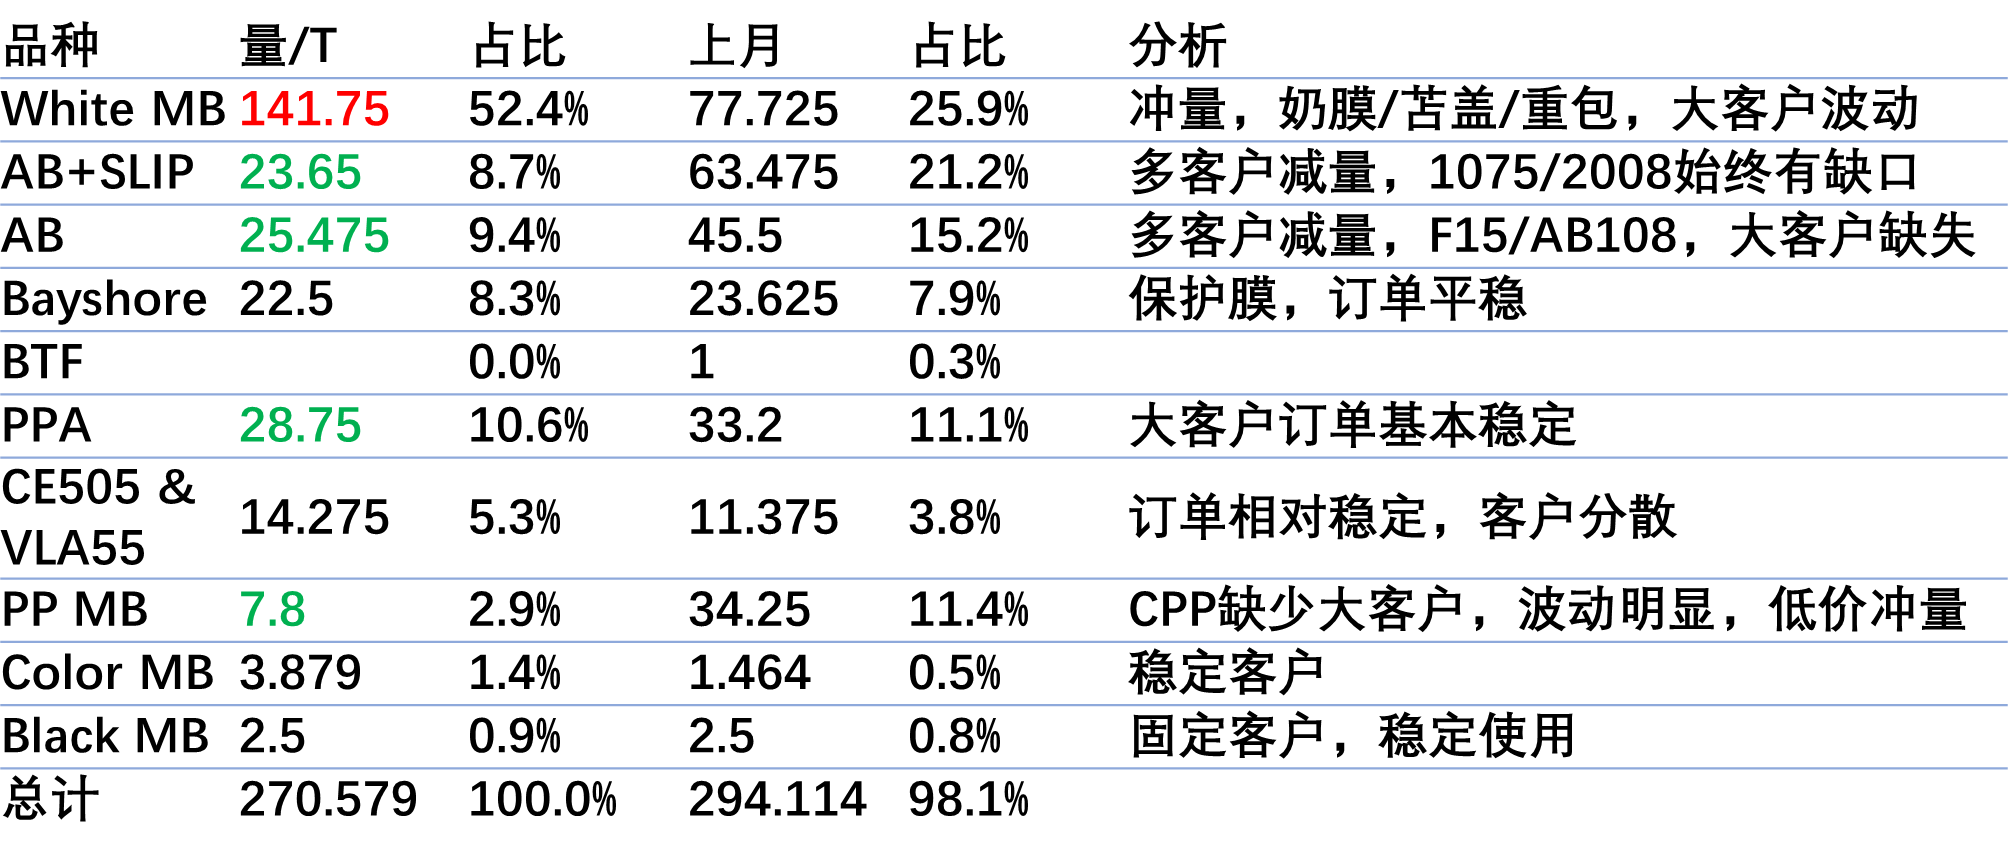 品种 量/T 占比 上月 占比 分析
White MB 141.75 52.4% 77.725 25.9% 冲量，奶膜/苫盖/重包，大客户波动
AB+SLIP 23.65 8.7% 63.475 21.2% 多客户减量，1075/2008始终有缺口
AB 25.475 9.4% 45.5 15.2% 多客户减量，F15/AB108，大客户缺失
Bayshore 22.5 8.3% 23.625 7.9% 保护膜，订单平稳
BTF 0.0% 1 0.3%
PPA 28.75 10.6% 33.2 11.1% 大客户订单基本稳定
CE505 &
VLA55 14.275 5.3% 11.375 3.8% 订单相对稳定，客户分散
PP MB 7.8 2.9% 34.25 11.4% CPP缺少大客户，波动明显，低价冲量
Color MB 3.879 1.4% 1.464 0.5% 稳定客户
Black MB 2.5 0.9% 2.5 0.8% 固定客户，稳定使用
总计 270.579 100.0% 294.114 98.1%